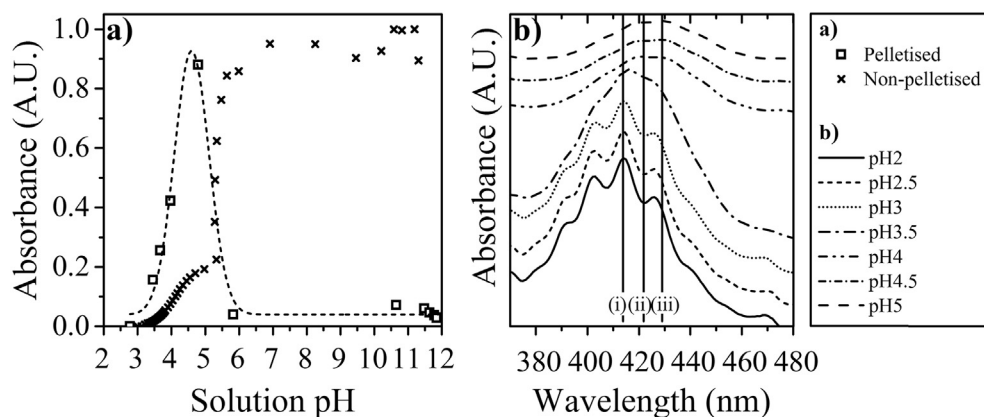 a)
1.0
0.8
0.6
0.4
0.2
0.0
Absorbance (A.U.)
2 3 4 5 6 7 8 9 10 11 12
Solution pH
b)
Absorbance (A.U.)
(i) (ii) (iii)
380 400 420 440 460 480
Wavelength (nm)
a)
Pelletised
Non-pelletised
b)
pH2
pH2.5
pH3
pH3.5
pH4
pH4.5
pH5